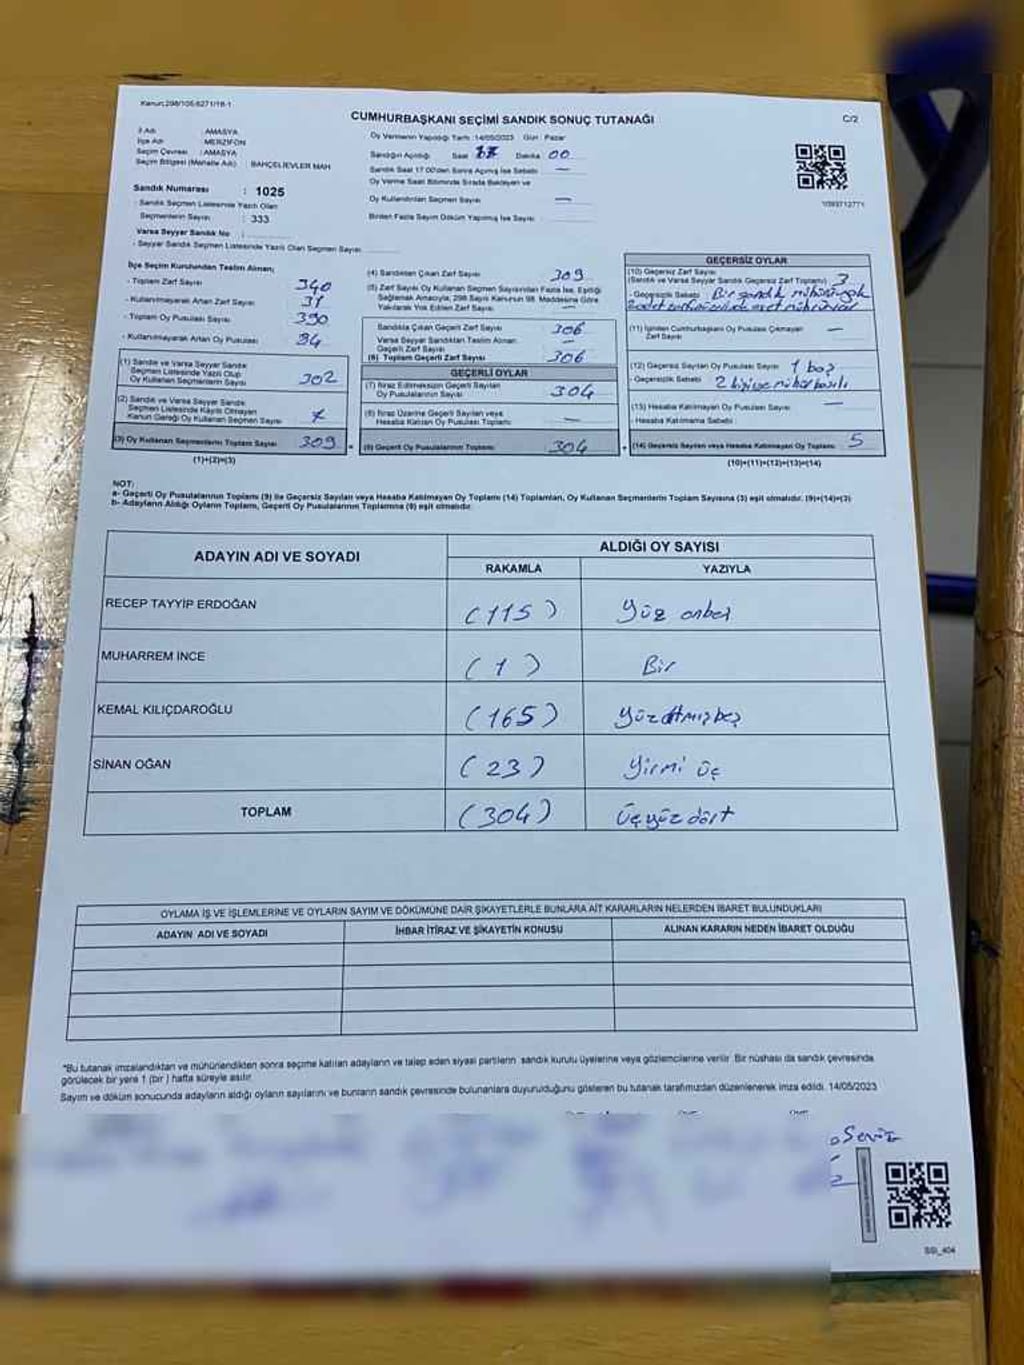 Kanun:298/105-6271/18-1
CUMHURBAŞKANI SEÇİMİ SANDIK SONUÇ TUTANAĞI
C/2
İl Adı : AMASYA
İlçe Adı : MERZİFON
Seçim Çevresi : AMASYA
Seçim Bölgesi (Mahalle Adı) : BAHÇELİEVLER MAH
Sandık Numarası : 1025
- Sandık Seçmen Listesinde Yazılı Olan
Seçmenlerin Sayısı : 333
Varsa Seyyar Sandık No :
- Seyyar Sandık Seçmen Listesinde Yazılı Olan Seçmen Sayısı
Oy Vermenin Yapıldığı Tarih :14/05/2023 Gün : Pazar
Sandığın Açıldığı Saat 17 Dakika 00
Sandık Saat 17:00'den Sonra Açılmış İse Sebebi —
Oy Verme Saati Bitiminde Sırada Bekleyen ve
Oy Kullandırılan Seçmen Sayısı —
Birden Fazla Sayım Döküm Yapılmış İse Sayısı
1093712771
İlçe Seçim Kurulundan Teslim Alınan;
- Toplam Zarf Sayısı 340
- Kullanılmayarak Artan Zarf Sayısı 31
- Toplam Oy Pusulası Sayısı 390
- Kullanılmayarak Artan Oy Pusulası
(1) Sandık ve Varsa Seyyar Sandık
Seçmen Listesinde Yazılı Olup
Oy Kullanan Seçmenlerin Sayısı 302
(2) Sandık ve Varsa Seyyar Sandık
Seçmen Listesinde Kayıtlı Olmayan
Kanun Gereği Oy Kullanan Seçmen Sayısı 7
(3) Oy Kullanan Seçmenlerin Toplam Sayısı 309
(1)+(2)=(3)
(4) Sandıktan Çıkan Zarf Sayısı 309
(5) Zarf Sayısı Oy Kullanan Seçmen Sayısından Fazla İse, Eşitliği
Sağlamak Amacıyla, 298 Sayılı Kanunun 98. Maddesine Göre
Yakılarak Yok Edilen Zarf Sayısı —
Sandıkta Çıkan Geçerli Zarf Sayısı 306
Varsa Seyyar Sandıktan Teslim Alınan
Geçerli Zarf Sayısı —
(6) Toplam Geçerli Zarf Sayısı 306
GEÇERLİ OYLAR
(7) İtiraz Edilmeksizin Geçerli Sayılan
Oy Pusulalarının Sayısı 304
(8) İtiraz Üzerine Geçerli Sayılan veya
Hesaba Katılan Oy Pusulası Toplamı —
(9) Geçerli Oy Pusulalarının Toplamı 304
GEÇERSİZ OYLAR
(10) Geçersiz Zarf Sayısı
(Sandık ve Varsa Seyyar Sandık Geçersiz Zarf Toplamı) 3
- Geçersizlik Sebebi Bir sandık mührü yok
2 adet zarfın evet mührü var
(11) İçinden Cumhurbaşkanı Oy Pusulası Çıkmayan
Zarf Sayısı —
(12) Geçersiz Sayılan Oy Pusulası Sayısı 1 boş
- Geçersizlik Sebebi 2 kişiye mühür basılı
(13) Hesaba Katılmayan Oy Pusulası Sayısı —
- Hesaba Katılmama Sebebi
(14) Geçersiz Sayılan veya Hesaba Katılmayan Oy Toplamı 5
(10)+(11)+(12)+(13)=(14)
NOT:
a- Geçerli Oy Pusulalarının Toplamı (9) ile Geçersiz Sayılan veya Hesaba Katılmayan Oy Toplamı (14) Toplamları, Oy Kullanan Seçmenlerin Toplam Sayısına (3) eşit olmalıdır. (9)+(14)=(3)
b- Adayların Aldığı Oyların Toplamı, Geçerli Oy Pusulalarının Toplamına (9) eşit olmalıdır.
ADAYIN ADI VE SOYADI
ALDIĞI OY SAYISI
RAKAMLA YAZIYLA
RECEP TAYYİP ERDOĞAN (115) Yüz onbeş
MUHARREM İNCE (1) Bir
KEMAL KILIÇDAROĞLU (165) yüzatmışbeş
SİNAN OĞAN (23) Yirmi üç
TOPLAM (304) Üçyüz dört
OYLAMA İŞ VE İŞLEMLERİNE VE OYLARIN SAYIM VE DÖKÜMÜNE DAİR ŞİKAYETLERLE BUNLARA AİT KARARLARIN NELERDEN İBARET BULUNDUKLARI
ADAYIN ADI VE SOYADI İHBAR İTİRAZ VE ŞİKAYETİN KONUSU ALINAN KARARIN NEDEN İBARET OLDUĞU
*Bu tutanak imzalandıktan ve mühürlendikten sonra seçime katılan adayların ve talep eden siyasi partilerin sandık kurulu üyelerine veya gözlemcilerine verilir. Bir nüshası da sandık çevresinde
görülecek bir yere 1 (bir) hafta süreyle asılır.
Sayım ve döküm sonucunda adayların aldığı oyların sayılarını ve bunların sandık çevresinde bulunanlara duyurulduğunu gösteren bu tutanak tarafımızdan düzenlenerek imza edildi. 14/05/2023